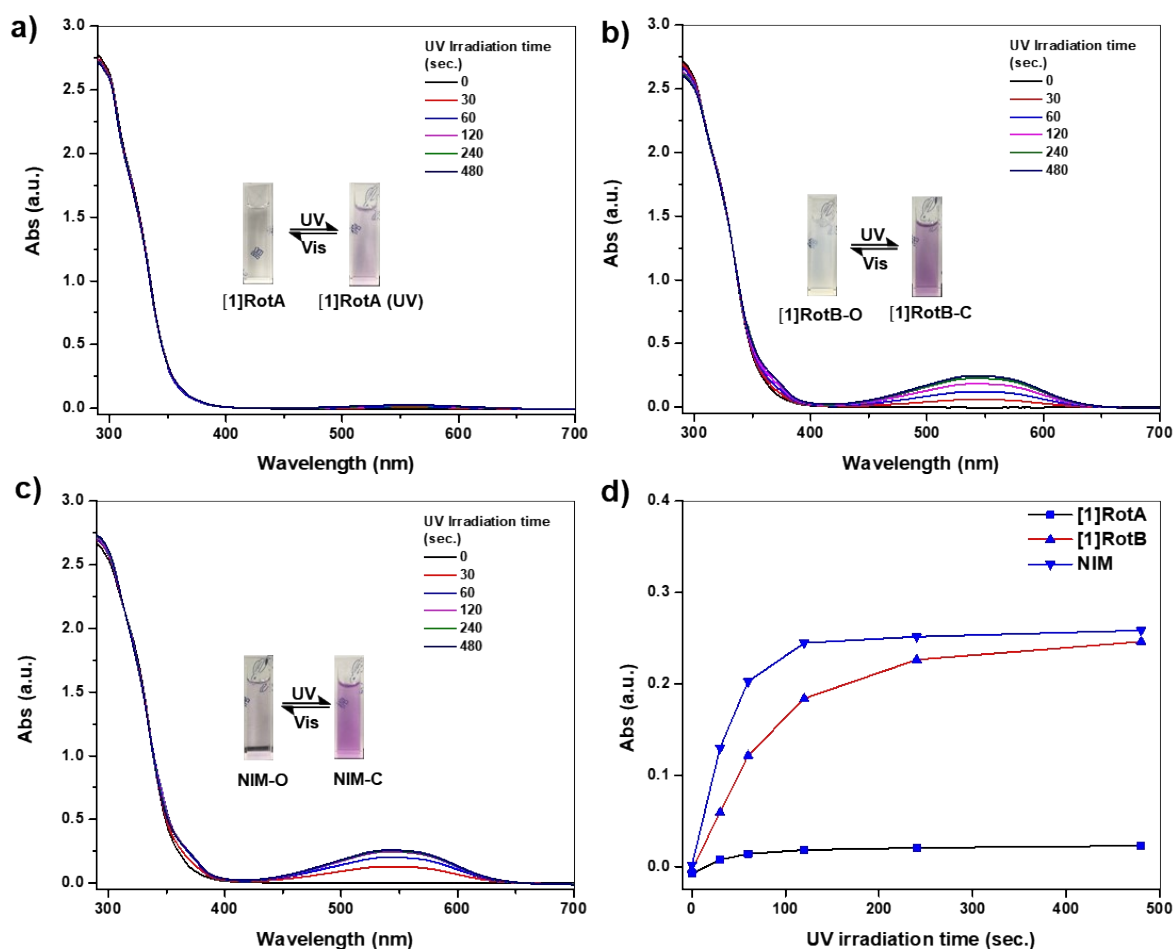 a)
3.0
2.5
2.0
1.5
1.0
0.5
0.0
Abs (a.u.)
UV Irradiation time
(sec.)
0
30
60
120
240
480
UV
Vis
[1]RotA
[1]RotA (UV)
300
400
500
600
700
Wavelength (nm)
b)
3.0
2.5
2.0
1.5
1.0
0.5
0.0
Abs (a.u.)
UV Irradiation time
(sec.)
0
30
60
120
240
480
UV
Vis
[1]RotB-O
[1]RotB-C
300
400
500
600
700
Wavelength (nm)
c)
3.0
2.5
2.0
1.5
1.0
0.5
0.0
Abs (a.u.)
UV Irradiation time
(sec.)
0
30
60
120
240
480
UV
Vis
NIM-O
NIM-C
300
400
500
600
700
Wavelength (nm)
d)
0.4
0.3
0.2
0.1
0.0
Abs (a.u.)
[1]RotA
[1]RotB
NIM
0
100
200
300
400
500
UV irradiation time (sec.)